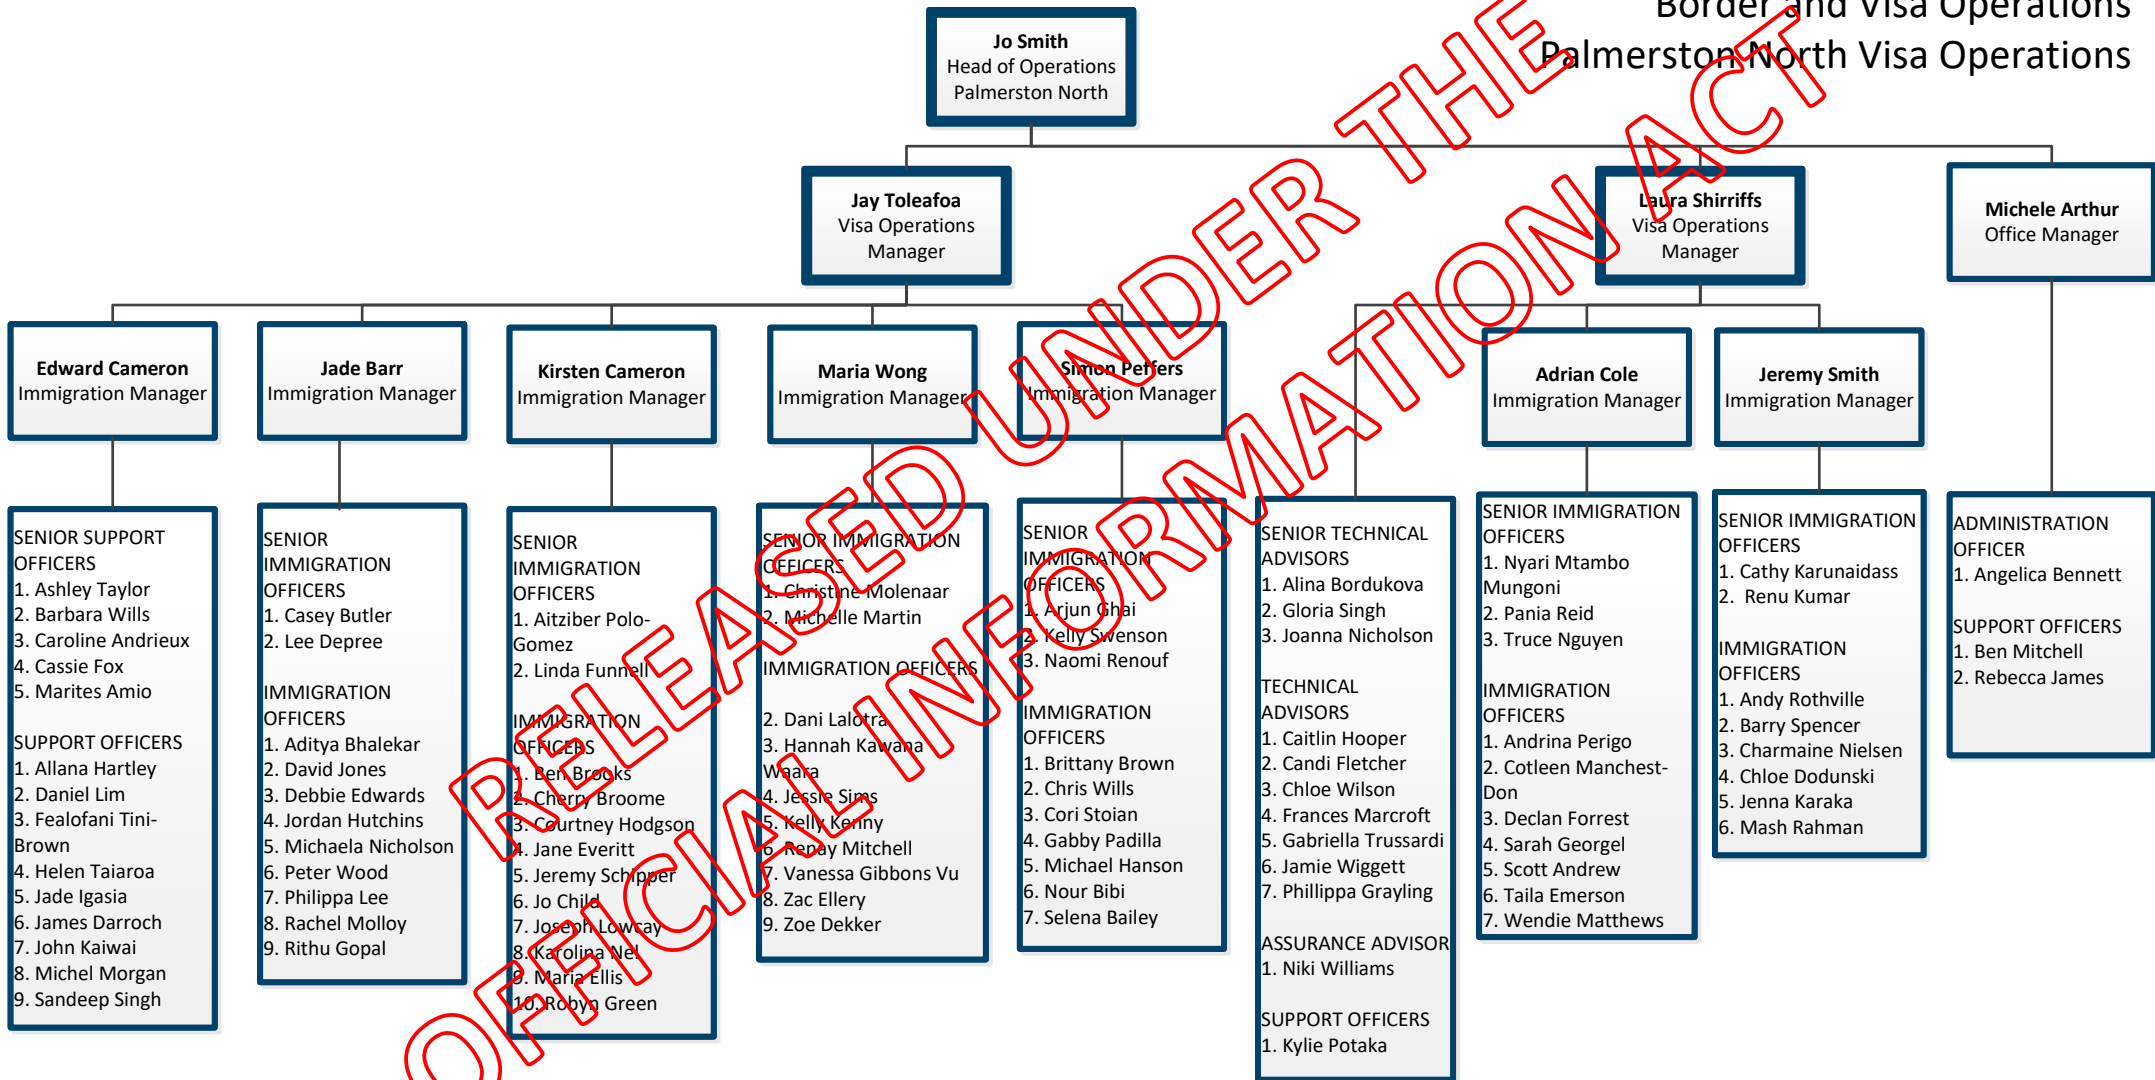 Border and Visa Operations
Palmerston North Visa Operations
Jo Smith
Head of Operations
Palmerston North
Jay Toleafoa
Visa Operations
Manager
Laura Shirriffs
Visa Operations
Manager
Michele Arthur
Office Manager
Edward Cameron
Immigration Manager
Jade Barr
Immigration Manager
Kirsten Cameron
Immigration Manager
Maria Wong
Immigration Manager
Simon Peffers
Immigration Manager
Adrian Cole
Immigration Manager
Jeremy Smith
Immigration Manager
SENIOR SUPPORT
OFFICERS
1. Ashley Taylor
2. Barbara Wills
3. Caroline Andrieux
4. Cassie Fox
5. Marites Amio
SUPPORT OFFICERS
1. Allana Hartley
2. Daniel Lim
3. Fealofani Tini-
Brown
4. Helen Taiaroa
5. Jade Igasia
6. James Darroch
7. John Kaiwai
8. Michel Morgan
9. Sandeep Singh
SENIOR
IMMIGRATION
OFFICERS
1. Casey Butler
2. Lee Depree
IMMIGRATION
OFFICERS
1. Aditya Bhalekar
2. David Jones
3. Debbie Edwards
4. Jordan Hutchins
5. Michaela Nicholson
6. Peter Wood
7. Philippa Lee
8. Rachel Molloy
9. Rithu Gopal
SENIOR
IMMIGRATION
OFFICERS
1. Aitziber Polo-
Gomez
2. Linda Funnell
IMMIGRATION
OFFICERS
1. Ben Brooks
2. Cherry Broome
3. Courtney Hodgson
4. Jane Everitt
5. Jeremy Schipper
6. Jo Child
7. Joseph Lowcay
8. Karolina Nel
9. Maria Ellis
10. Robyn Green
SENIOR IMMIGRATION
OFFICERS
1. Christine Molenaar
2. Michelle Martin
IMMIGRATION OFFICERS
2. Dani Lalotra
3. Hannah Kawana
Waara
4. Jessie Sims
5. Kelly Kenny
6. Renay Mitchell
7. Vanessa Gibbons Vu
8. Zac Ellery
9. Zoe Dekker
SENIOR
IMMIGRATION
OFFICERS
1. Arjun Ghai
2. Kelly Swenson
3. Naomi Renouf
IMMIGRATION
OFFICERS
1. Brittany Brown
2. Chris Wills
3. Cori Stoian
4. Gabby Padilla
5. Michael Hanson
6. Nour Bibi
7. Selena Bailey
SENIOR TECHNICAL
ADVISORS
1. Alina Bordukova
2. Gloria Singh
3. Joanna Nicholson
TECHNICAL
ADVISORS
1. Caitlin Hooper
2. Candi Fletcher
3. Chloe Wilson
4. Frances Marcroft
5. Gabriella Trussardi
6. Jamie Wiggett
7. Phillippa Grayling
ASSURANCE ADVISOR
1. Niki Williams
SUPPORT OFFICERS
1. Kylie Potaka
SENIOR IMMIGRATION
OFFICERS
1. Nyari Mtambo
Mungoni
2. Pania Reid
3. Truce Nguyen
IMMIGRATION
OFFICERS
1. Andrina Perigo
2. Cotleen Manchest-
Don
3. Declan Forrest
4. Sarah Georgel
5. Scott Andrew
6. Taila Emerson
7. Wendie Matthews
SENIOR IMMIGRATION
OFFICERS
1. Cathy Karunaidass
2. Renu Kumar
IMMIGRATION
OFFICERS
1. Andy Rothville
2. Barry Spencer
3. Charmaine Nielsen
4. Chloe Dodunski
5. Jenna Karaka
6. Mash Rahman
ADMINISTRATION
OFFICER
1. Angelica Bennett
SUPPORT OFFICERS
1. Ben Mitchell
2. Rebecca James
RELEASED UNDER THE
OFFICIAL INFORMATION ACT